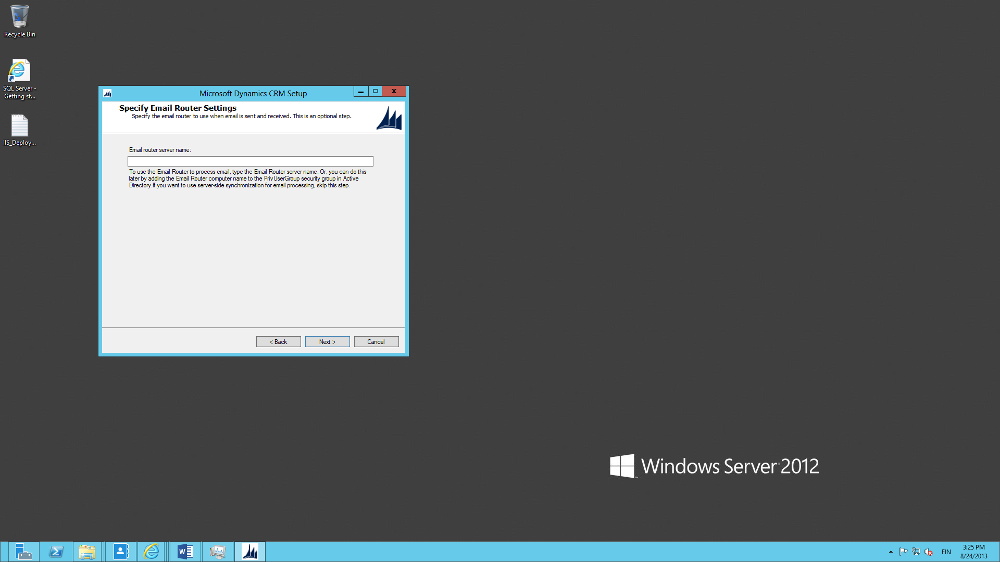 Recycle Bin
SQL Server -
Getting st...
IIS_Deploy...
Microsoft Dynamics CRM Setup
Specify Email Router Settings
Specify the email router to use when email is sent and received. This is an optional step.
Email router server name:
To use the Email Router to process email, type the Email Router server name. Or, you can do this
later by adding the Email Router computer name to the PrivUserGroup security group in Active
Directory.If you want to use server-side synchronization for email processing, skip this step.
< Back
Next >
Cancel
Windows Server 2012
FIN
3:25 PM
8/24/2013